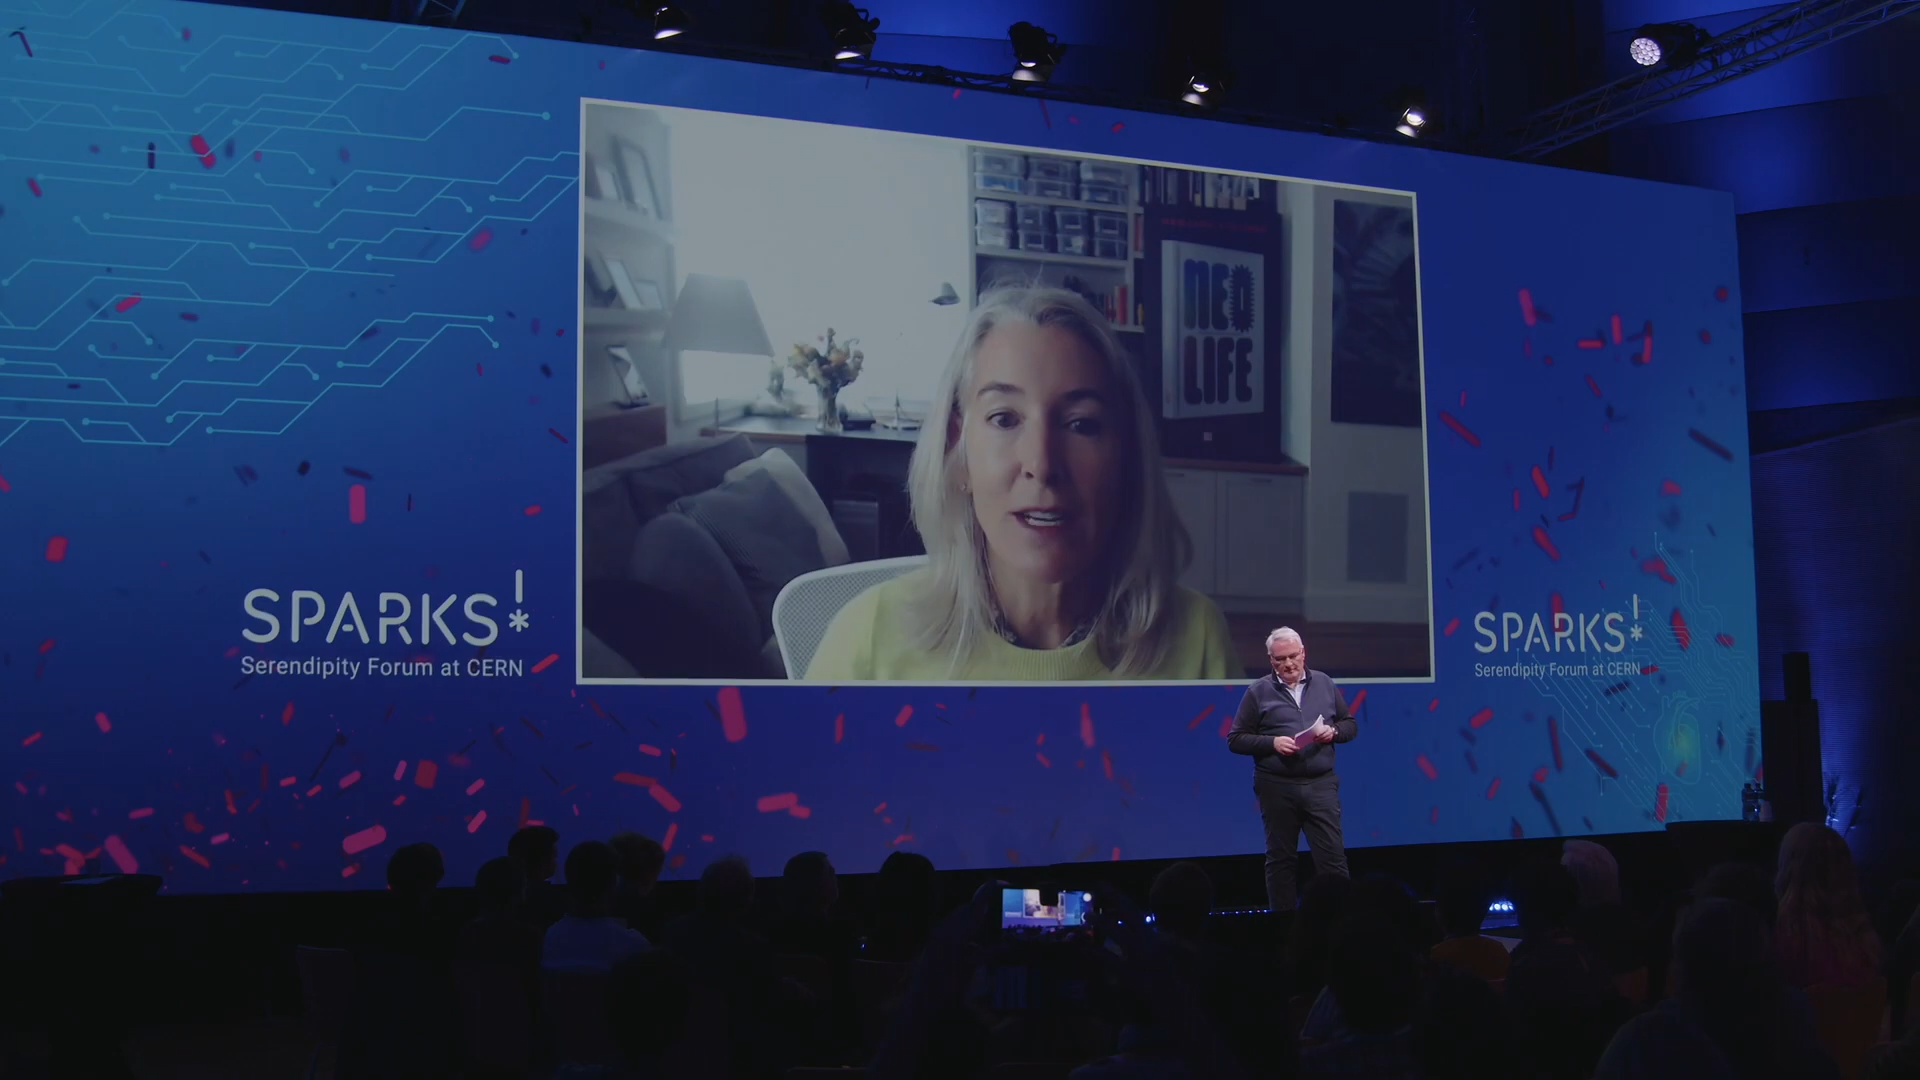 SPARKS!
Serendipity Forum at CERN
NEO
LIFE
SPARKS!
Serendipity Forum at CERN